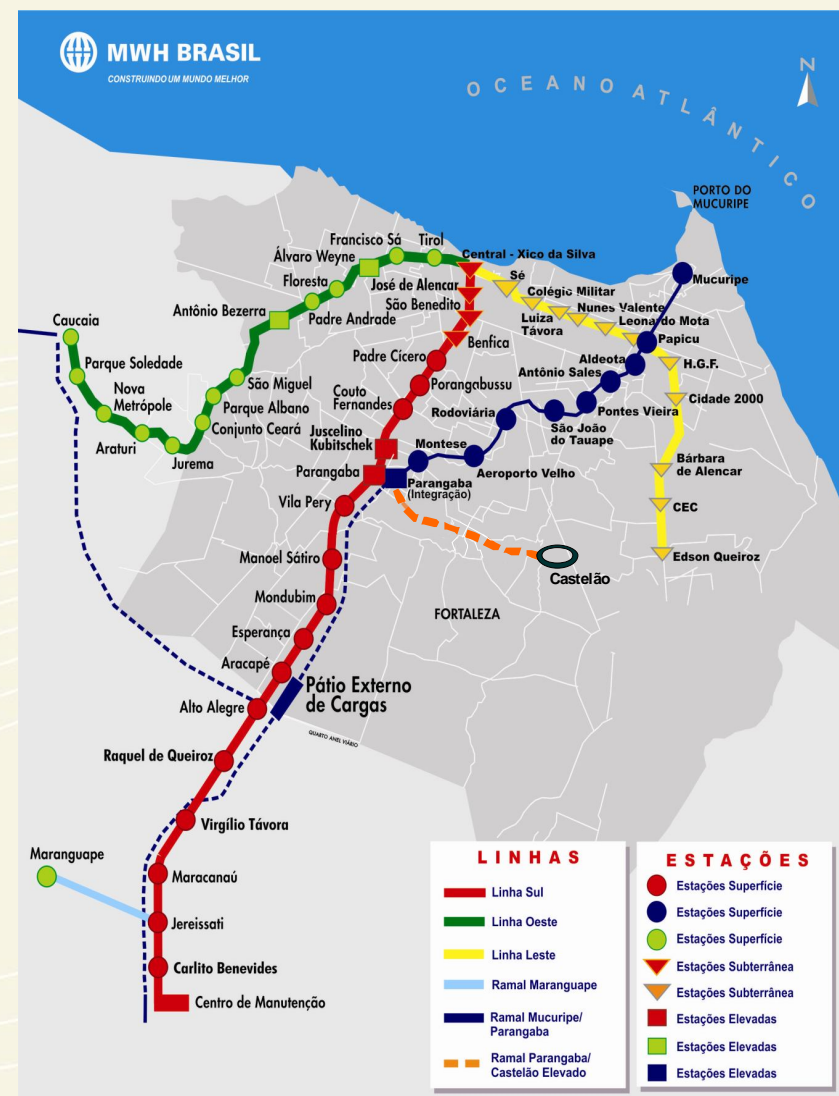 MWH BRASIL
CONSTRUINDO UM MUNDO MELHOR
N
OCEANO ATLÂNTICO
PORTO DO
MUCURIPE
Francisco Sá
Tirol
Central - Xico da Silva
Álvaro Weyne
Sé
Mucuripe
Floresta
José de Alencar
Colégio Militar
São Benedito
Nunes Valente
Antônio Bezerra
Padre Andrade
Luiza
Távora
Leonardo Mota
Caucaia
Benfica
Papicu
Padre Cícero
Aldeota
H.G.F.
Parque Soledade
Antônio Sales
São Miguel
Porangabussu
Nova
Metrópole
Couto
Fernandes
Cidade 2000
Parque Albano
Rodoviária
Pontes Vieira
São João
do Tauape
Araturi
Conjunto Ceará
Juscelino
Kubitschek
Montese
Jurema
Parangaba
Aeroporto Velho
Bárbara
de Alencar
Parangaba
(Integração)
Vila Pery
CEC
Manoel Sátiro
Edson Queiroz
Castelão
Mondubim
FORTALEZA
Esperança
Aracapé
Pátio Externo
de Cargas
Alto Alegre
QUARTO ANEL VIÁRIO
Raquel de Queiroz
Virgílio Távora
Maranguape
Maracanaú
Jereissati
Carlito Benevides
Centro de Manutenção
LINHAS
Linha Sul
Linha Oeste
Linha Leste
Ramal Maranguape
Ramal Mucuripe/
Parangaba
Ramal Parangaba/
Castelão Elevado
ESTAÇÕES
Estações Superfície
Estações Superfície
Estações Superfície
Estações Subterrânea
Estações Subterrânea
Estações Elevadas
Estações Elevadas
Estações Elevadas